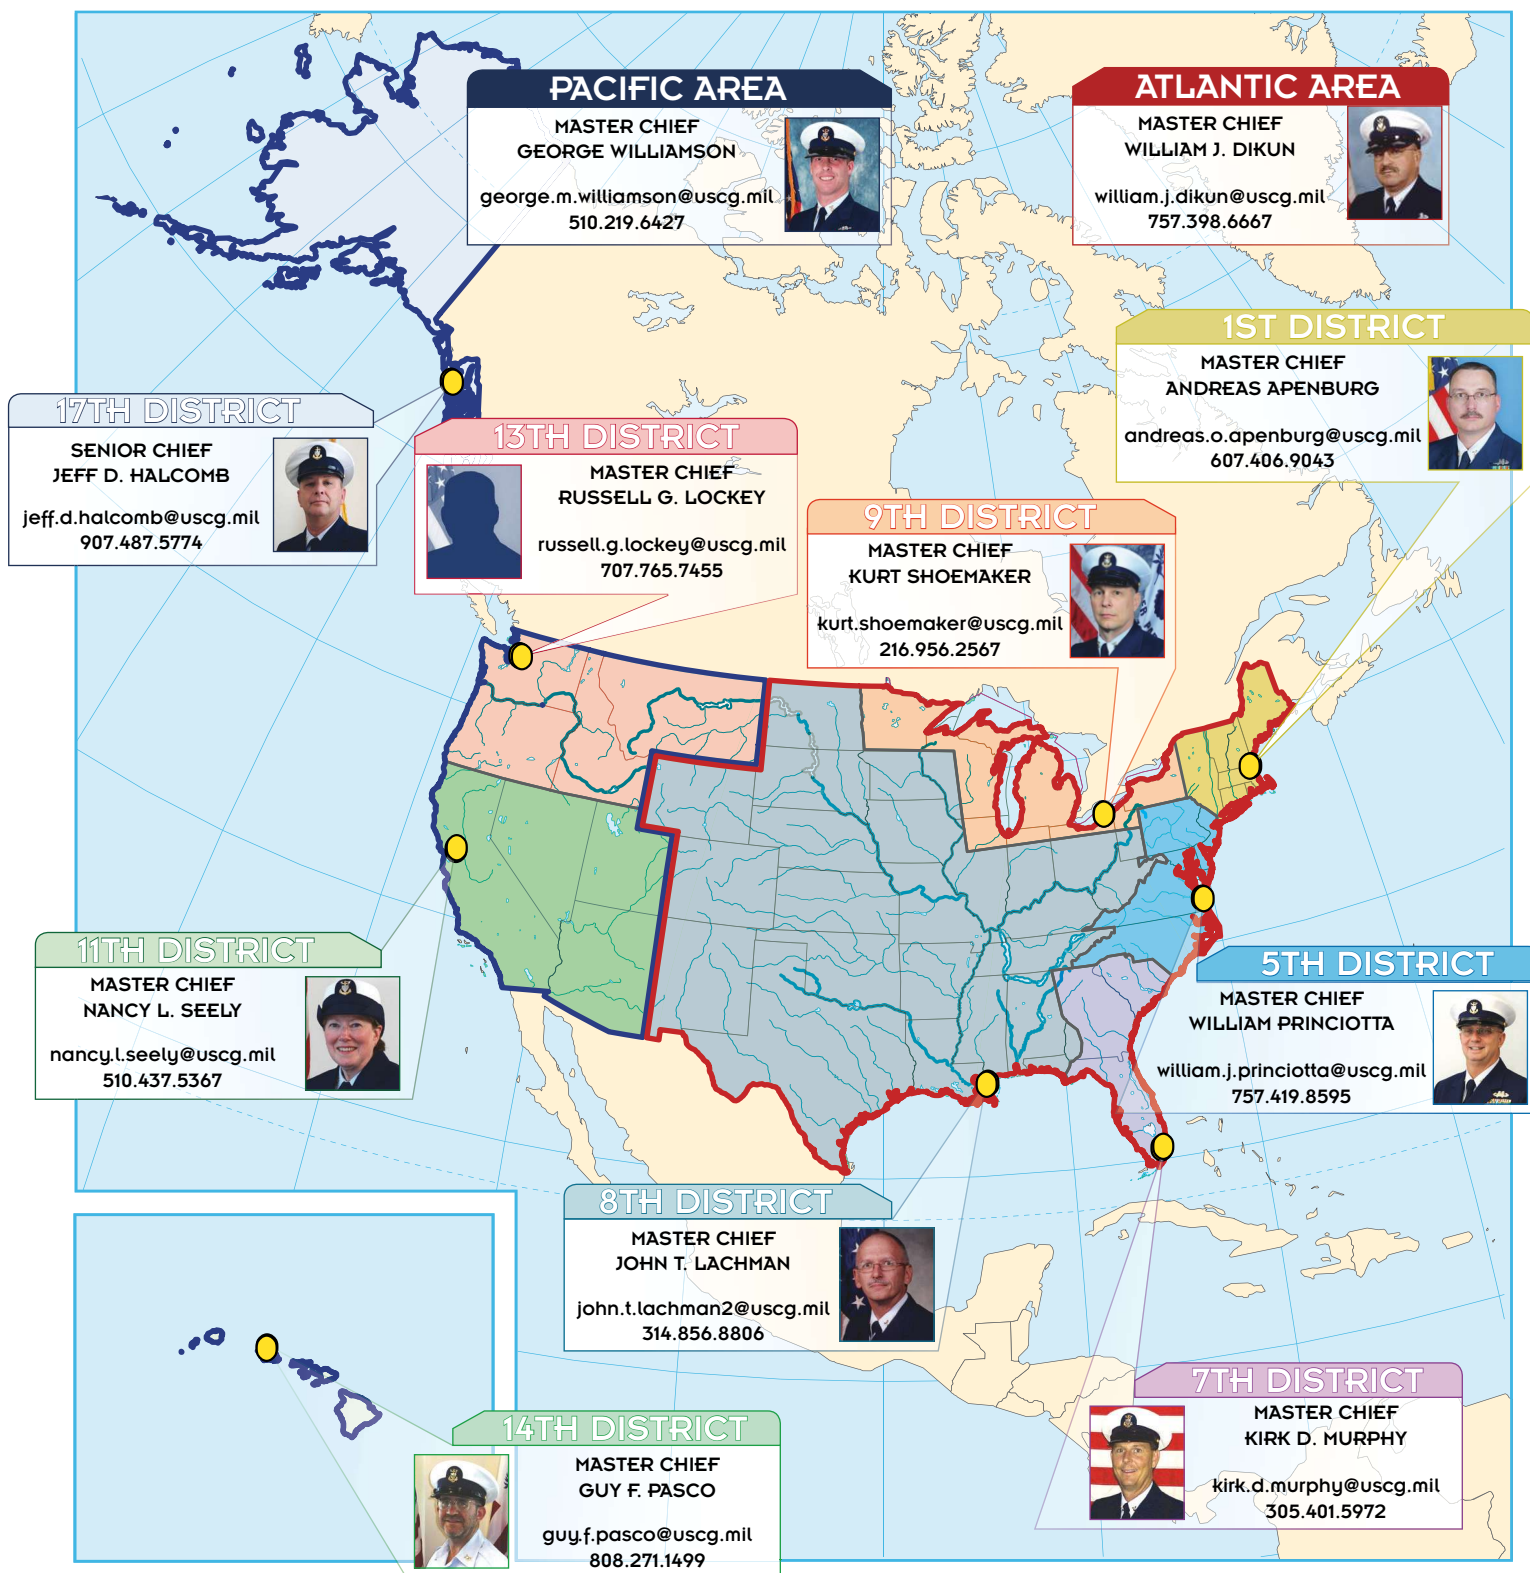 PACIFIC AREA
MASTER CHIEF
GEORGE WILLIAMSON
george.m.williamson@uscg.mil
510.219.6427
ATLANTIC AREA
MASTER CHIEF
WILLIAM J. DIKUN
william.j.dikun@uscg.mil
757.398.6667
1ST DISTRICT
MASTER CHIEF
ANDREAS APENBURG
andreas.o.apenburg@uscg.mil
607.406.9043
17TH DISTRICT
SENIOR CHIEF
JEFF D. HALCOMB
jeff.d.halcomb@uscg.mil
907.487.5774
13TH DISTRICT
MASTER CHIEF
RUSSELL G. LOCKEY
russell.g.lockey@uscg.mil
707.765.7455
9TH DISTRICT
MASTER CHIEF
KURT SHOEMAKER
kurt.shoemaker@uscg.mil
216.956.2567
11TH DISTRICT
MASTER CHIEF
NANCY L. SEELY
nancy.l.seely@uscg.mil
510.437.5367
5TH DISTRICT
MASTER CHIEF
WILLIAM PRINCIOTTA
william.j.princiotta@uscg.mil
757.419.8595
8TH DISTRICT
MASTER CHIEF
JOHN T. LACHMAN
john.t.lachman2@uscg.mil
314.856.8806
7TH DISTRICT
MASTER CHIEF
KIRK D. MURPHY
kirk.d.murphy@uscg.mil
305.401.5972
14TH DISTRICT
MASTER CHIEF
GUY F. PASCO
guy.f.pasco@uscg.mil
808.271.1499